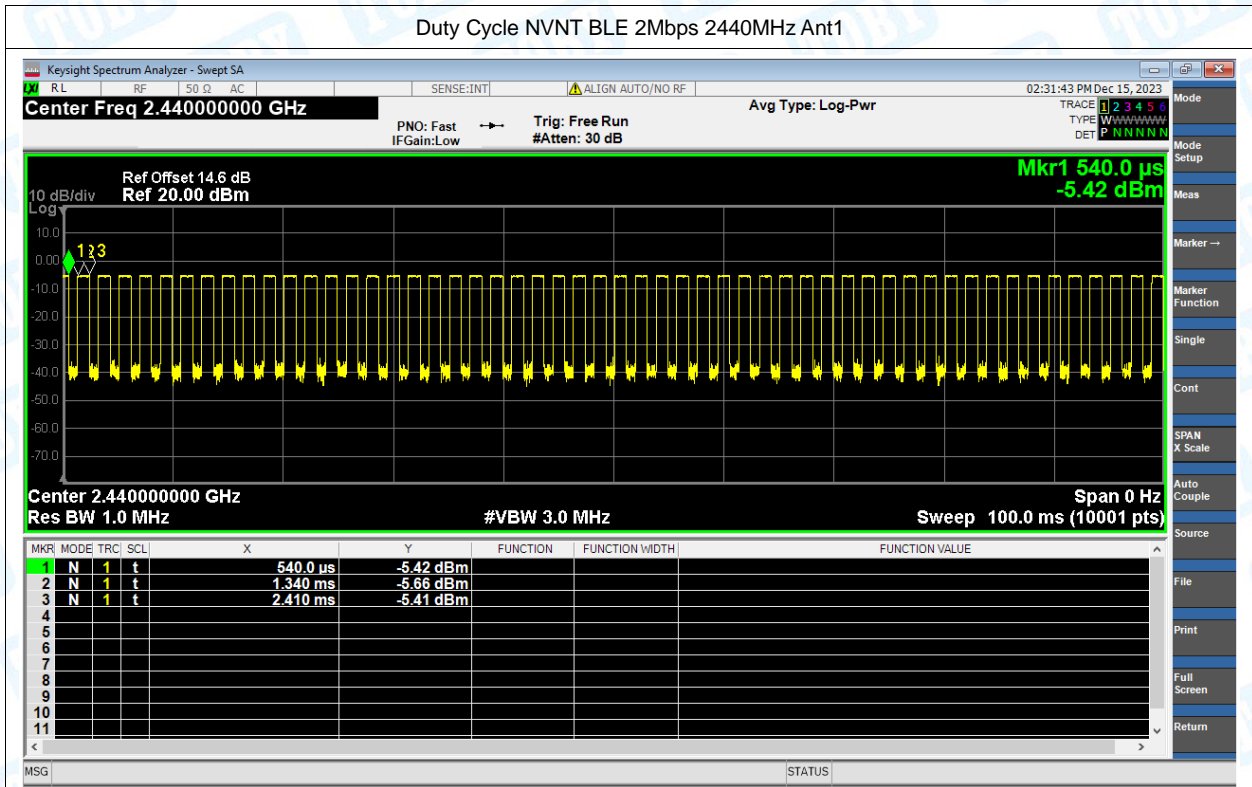 Duty Cycle NVNT BLE 2Mbps 2440MHz Ant1
Keysight Spectrum Analyzer - Swept SA
LXI RL RF 50 Ω AC SENSE:INT ALIGN AUTO/NO RF 02:31:43 PM Dec 15, 2023
Center Freq 2.440000000 GHz Avg Type: Log-Pwr TRACE 1 2 3 4 5 6
PNO: Fast Trig: Free Run TYPE WWWWWW
IFGain:Low #Atten: 30 dB DET P N N N N N
Mkr1 540.0 µs
Ref Offset 14.6 dB
10 dB/div Ref 20.00 dBm -5.42 dBm
Log
10.0
0.00
-10.0
-20.0
-30.0
-40.0
-50.0
-60.0
-70.0
1 2 3
Center 2.440000000 GHz Span 0 Hz
Res BW 1.0 MHz #VBW 3.0 MHz Sweep 100.0 ms (10001 pts)
MKR MODE TRC SCL X Y FUNCTION FUNCTION WIDTH FUNCTION VALUE
1 N 1 t 540.0 µs -5.42 dBm
2 N 1 t 1.340 ms -5.66 dBm
3 N 1 t 2.410 ms -5.41 dBm
4
5
6
7
8
9
10
11
MSG STATUS
Mode
Mode
Setup
Meas
Marker→
Marker
Function
Single
Cont
SPAN
X Scale
Auto
Couple
Source
File
Print
Full
Screen
Return
TOBY